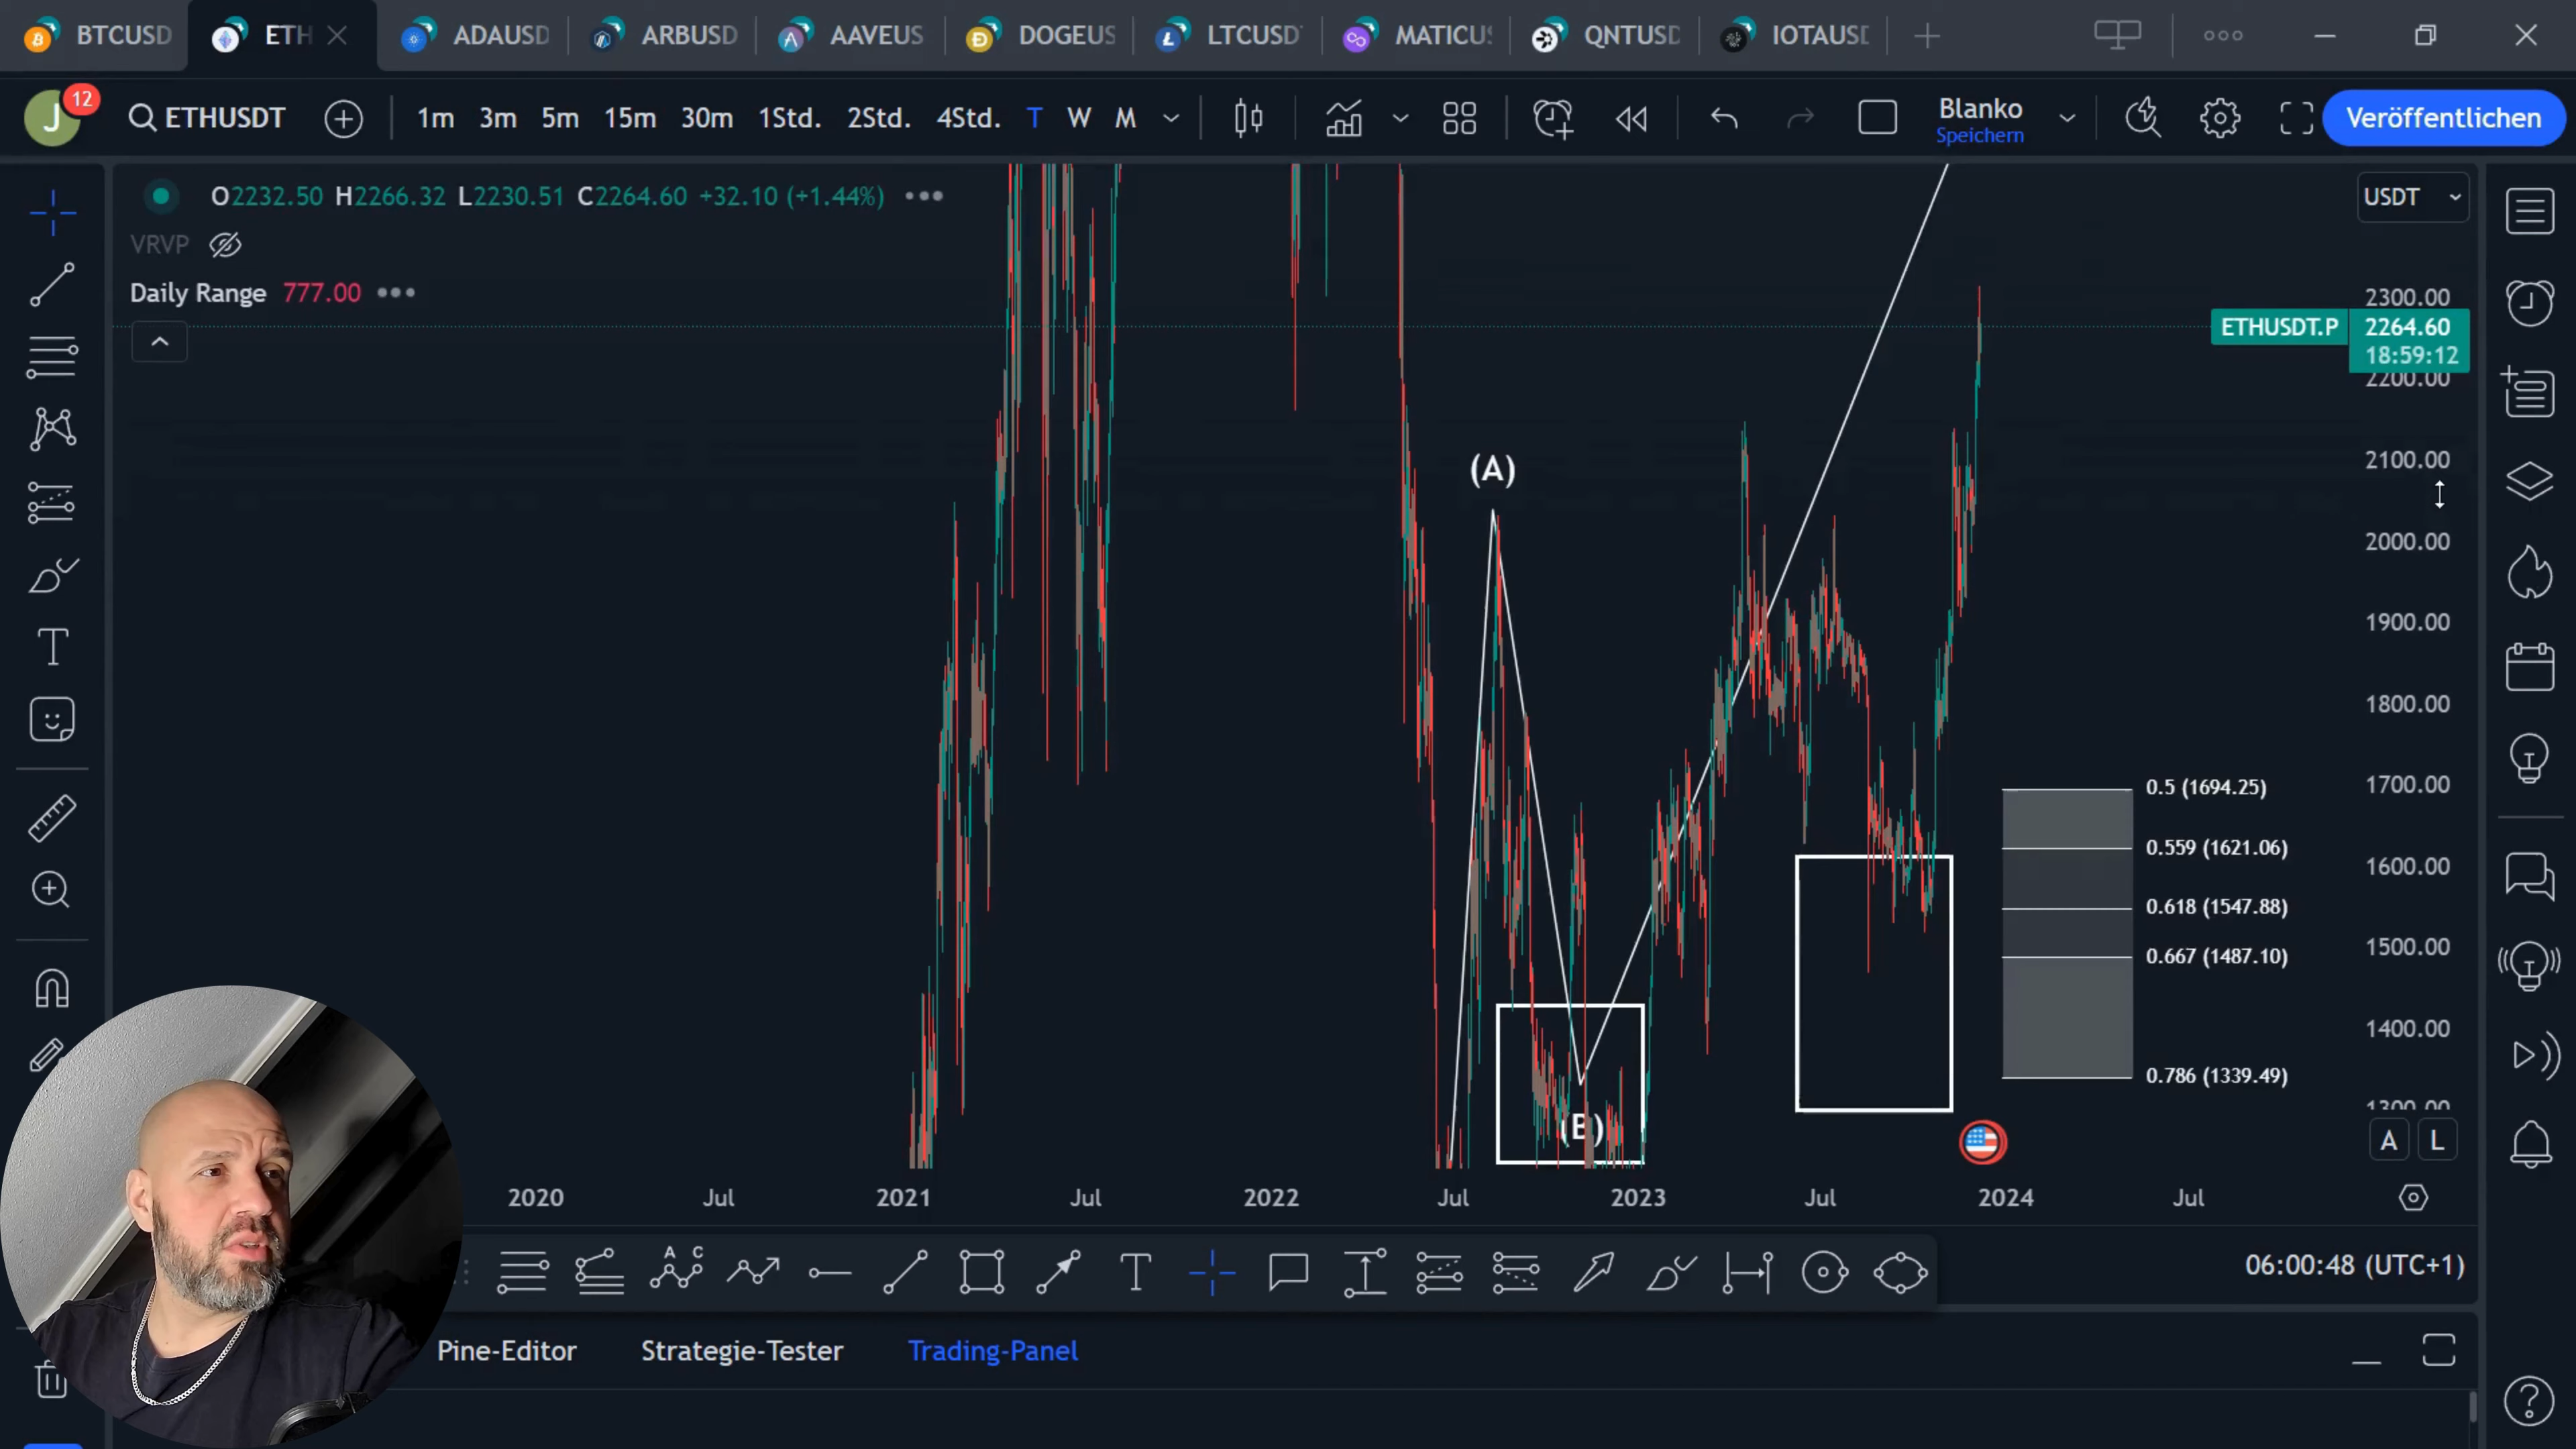 BTCUSD ETH ADAUSD ARBUSD AAVEUS DOGEUS LTCUSD MATICUS QNTUSD IOTAUSD
J 12 ETHUSDT 1m 3m 5m 15m 30m 1Std. 2Std. 4Std. T W M Blanko Veröffentlichen
Speichern
O2232.50 H2266.32 L2230.51 C2264.60 +32.10 (+1.44%) USDT
VRVP
Daily Range 777.00
2300.00
ETHUSDT.P 2264.60
18:59:12
2200.00
(A)
2100.00
2000.00
1900.00
1800.00
0.5 (1694.25) 1700.00
0.559 (1621.06) 1600.00
0.618 (1547.88)
0.667 (1487.10) 1500.00
1400.00
0.786 (1339.49)
(B) 1300.00
A L
2020 Jul 2021 Jul 2022 Jul 2023 Jul 2024 Jul
A C T 06:00:48 (UTC+1)
Pine-Editor Strategie-Tester Trading-Panel